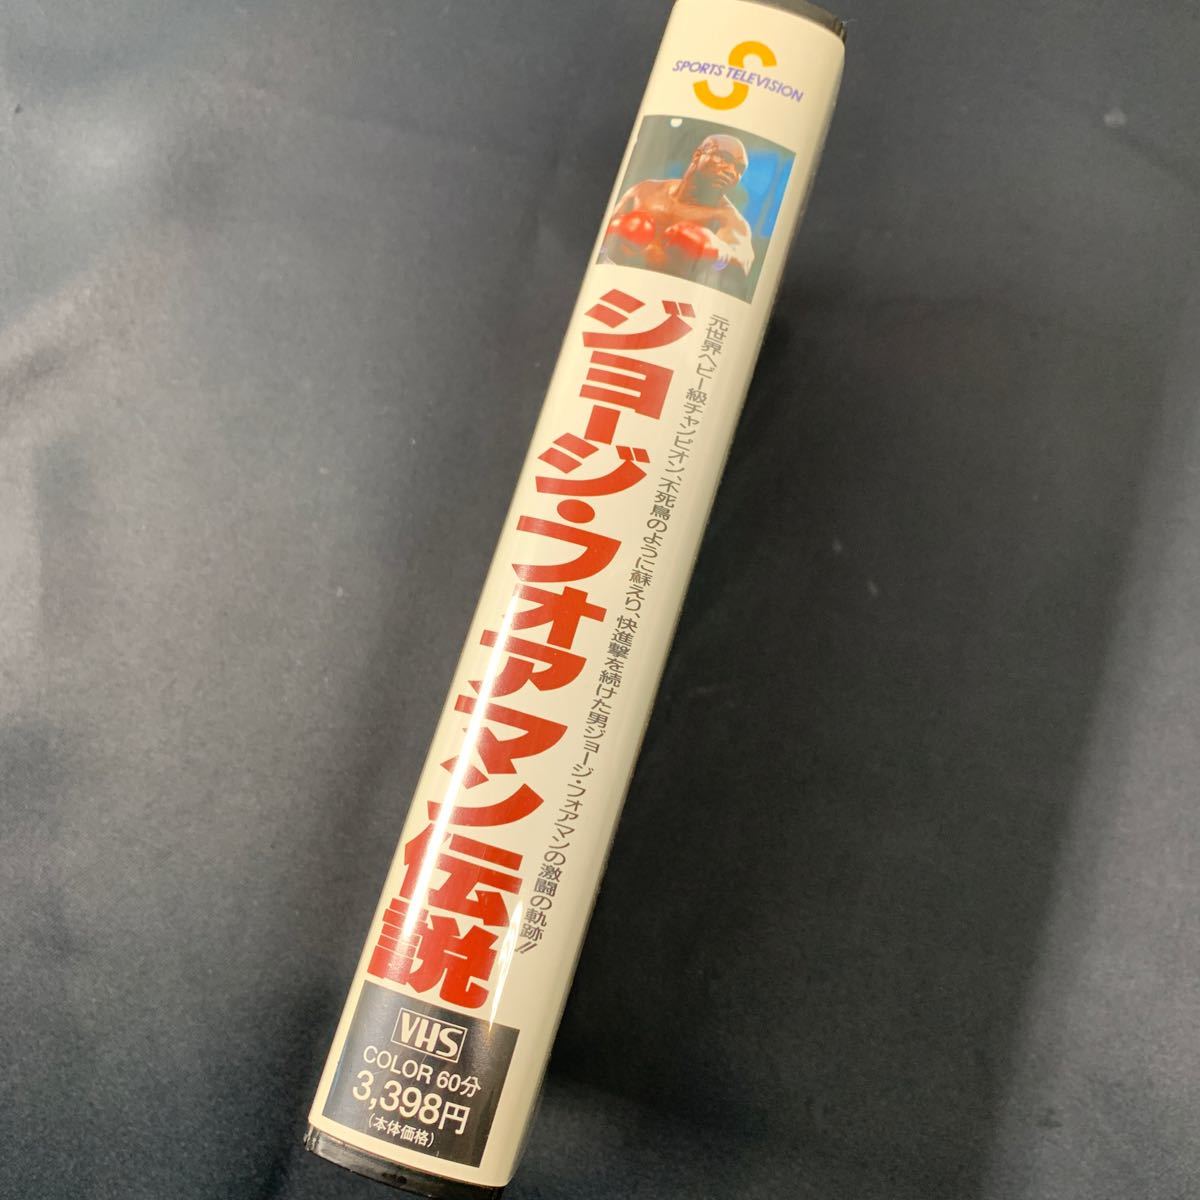 SPORTS TELEVISION
元世界ヘビー級チャンピオン、不死鳥のように蘇えり、快進撃を続けた男ジョージ・フォアマンの激闘の軌跡!!
ジョージ・フォアマン伝説
VHS
COLOR 60分
3,398円
(本体価格)